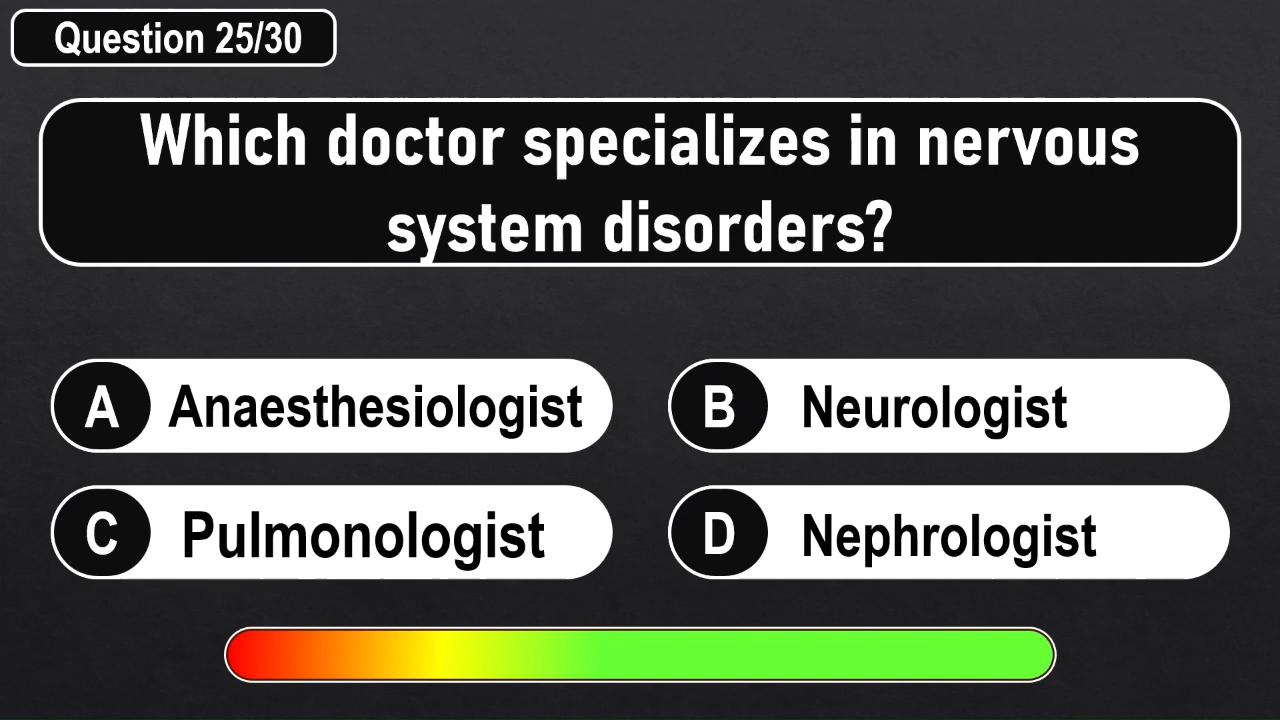 Question 25/30
Which doctor specializes in nervous
system disorders?
A Anaesthesiologist
B Neurologist
C Pulmonologist
D Nephrologist